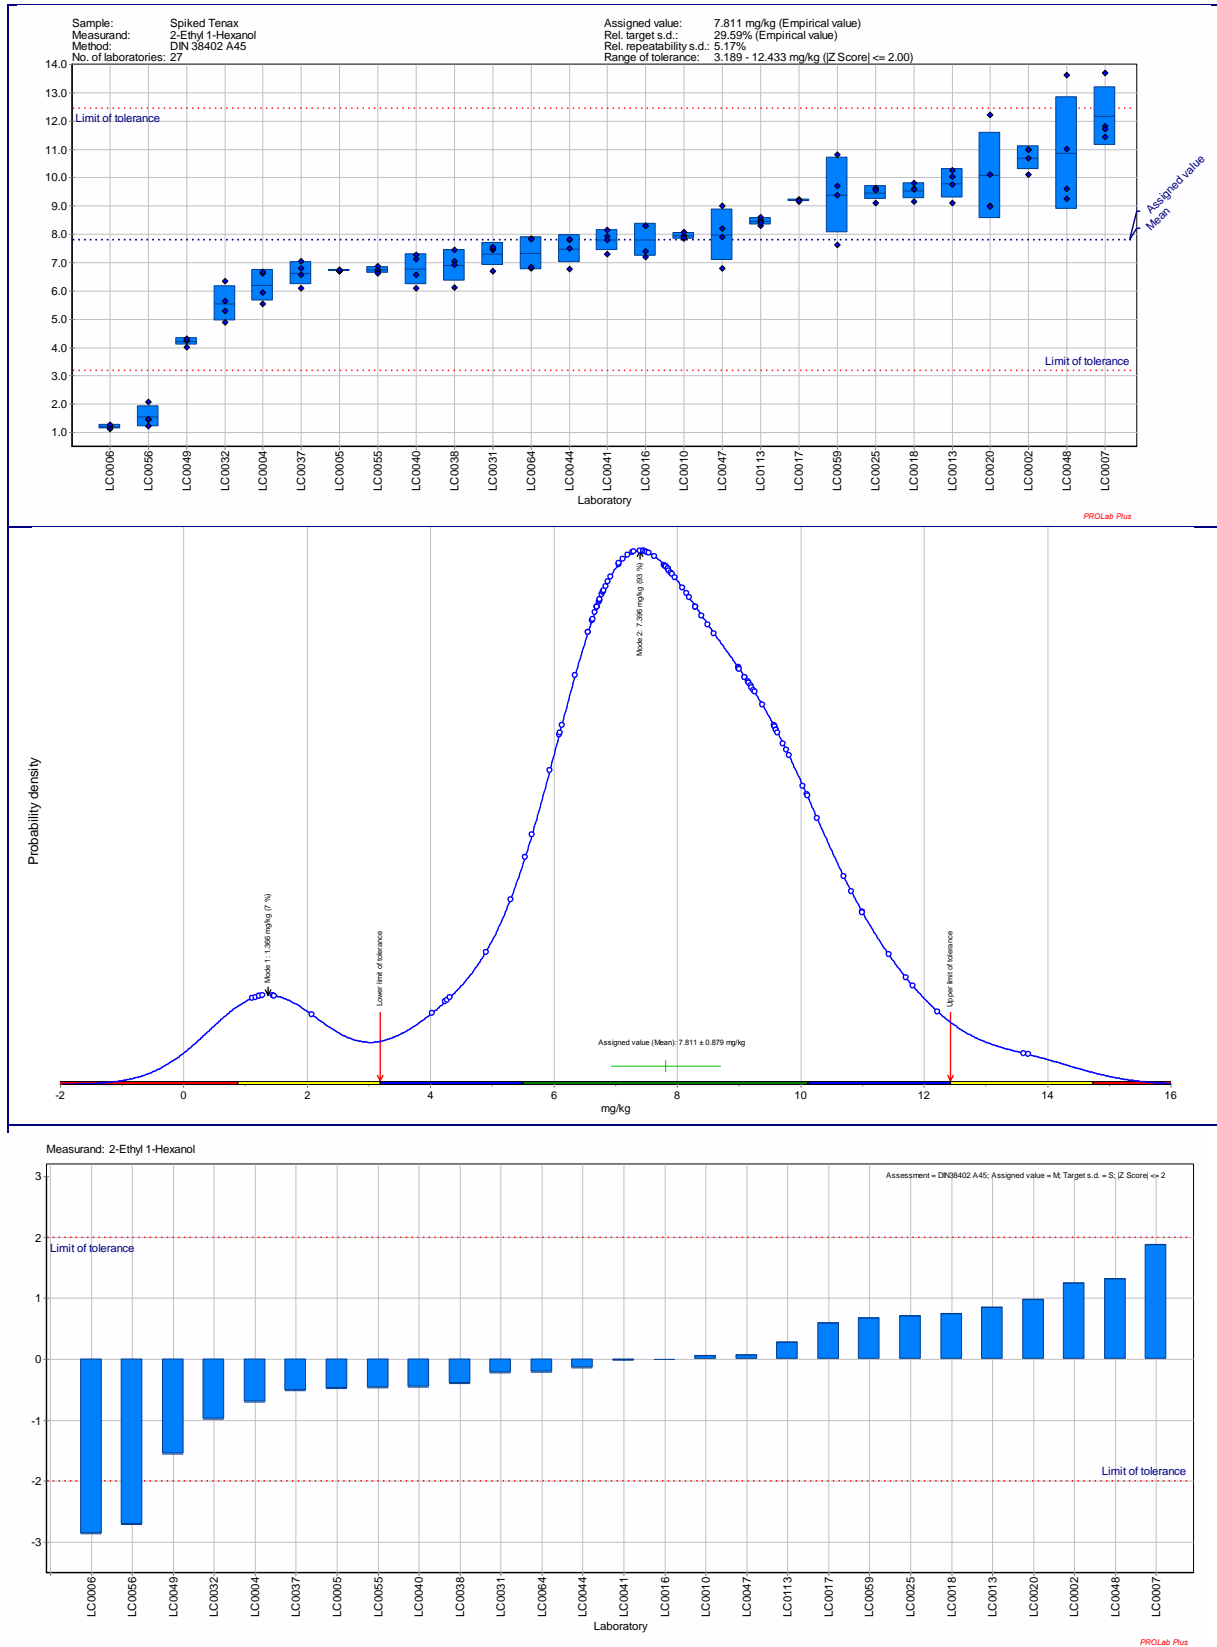 Sample: Spiked Tenax
Measurand: 2-Ethyl 1-Hexanol
Method: DIN 38402 A45
No. of laboratories: 27
Assigned value: 7.811 mg/kg (Empirical value)
Rel. target s.d.: 29.59% (Empirical value)
Rel. repeatability s.d.: 5.17%
Range of tolerance: 3.189 - 12.433 mg/kg (|Z Score| <= 2.00)
14.0
13.0
12.0
11.0
10.0
9.0
8.0
7.0
6.0
5.0
4.0
3.0
2.0
1.0
Limit of tolerance
Limit of tolerance
Assigned value
Mean
LC0006
LC0056
LC0049
LC0032
LC0004
LC0037
LC0005
LC0055
LC0040
LC0038
LC0031
LC0064
LC0044
LC0041
LC0016
LC0010
LC0047
LC0113
LC0017
LC0059
LC0025
LC0018
LC0013
LC0020
LC0002
LC0048
LC0007
Laboratory
PROLab Plus
Probability density
Mode 1: 1.366 mg/kg (7 %)
Lower limit of tolerance
Mode 2: 7.396 mg/kg (93 %)
Upper limit of tolerance
Assigned value (Mean): 7.811 ± 0.879 mg/kg
-2 0 2 4 6 8 10 12 14 16
mg/kg
Measurand: 2-Ethyl 1-Hexanol
Assessment = DIN38402 A45; Assigned value = M; Target s.d. = S; |Z Score| <= 2
3
2
1
0
-1
-2
-3
Limit of tolerance
Limit of tolerance
LC0006
LC0056
LC0049
LC0032
LC0004
LC0037
LC0005
LC0055
LC0040
LC0038
LC0031
LC0064
LC0044
LC0041
LC0016
LC0010
LC0047
LC0113
LC0017
LC0059
LC0025
LC0018
LC0013
LC0020
LC0002
LC0048
LC0007
Laboratory
PROLab Plus